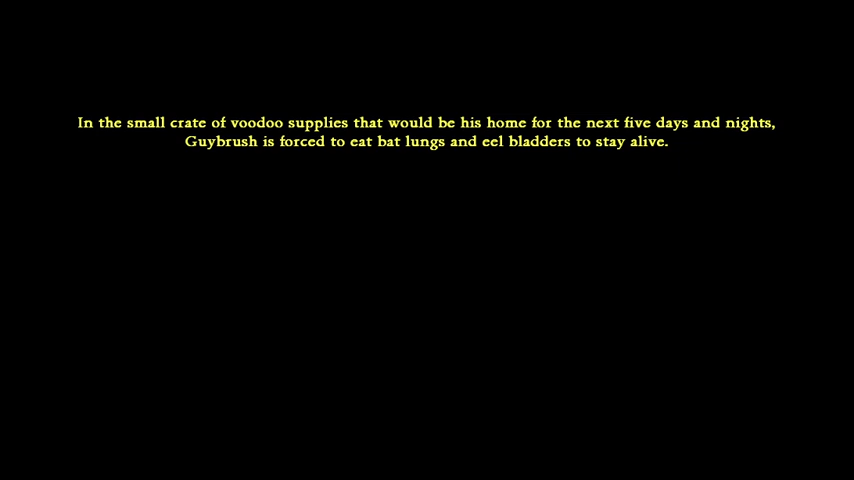 In the small crate of voodoo supplies that would be his home for the next five days and nights,
Guybrush is forced to eat bat lungs and eel bladders to stay alive.